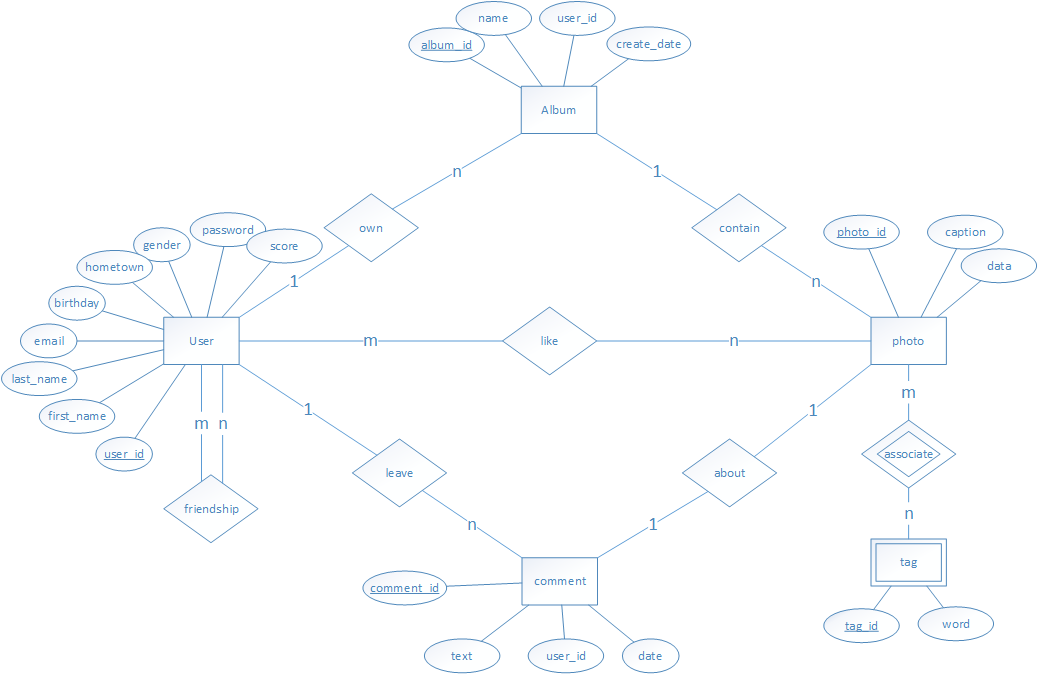 name
user_id
album_id
create_date
Album
n
1
own
contain
password
gender
score
hometown
photo_id
caption
data
1
n
birthday
email
User
m
like
n
photo
last_name
first_name
user_id
m
n
1
1
m
leave
about
associate
friendship
n
1
n
comment
tag
comment_id
text
user_id
date
tag_id
word